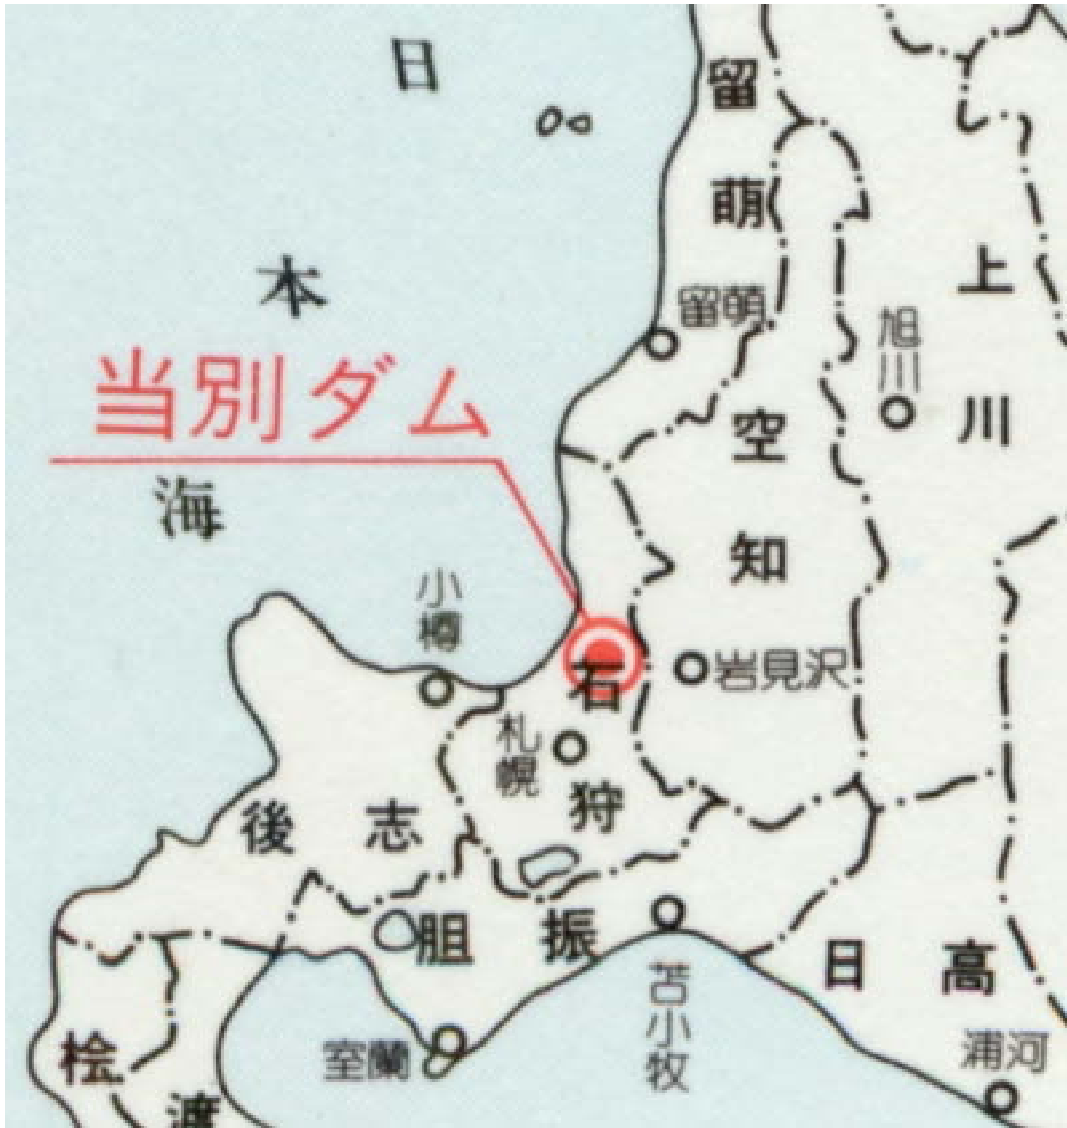 日本海
留萌
留萌
上川
旭川
当別ダム
空知
小樽
石狩
岩見沢
札幌
後志
胆振
日高
苫小牧
室蘭
浦河
桧
渡